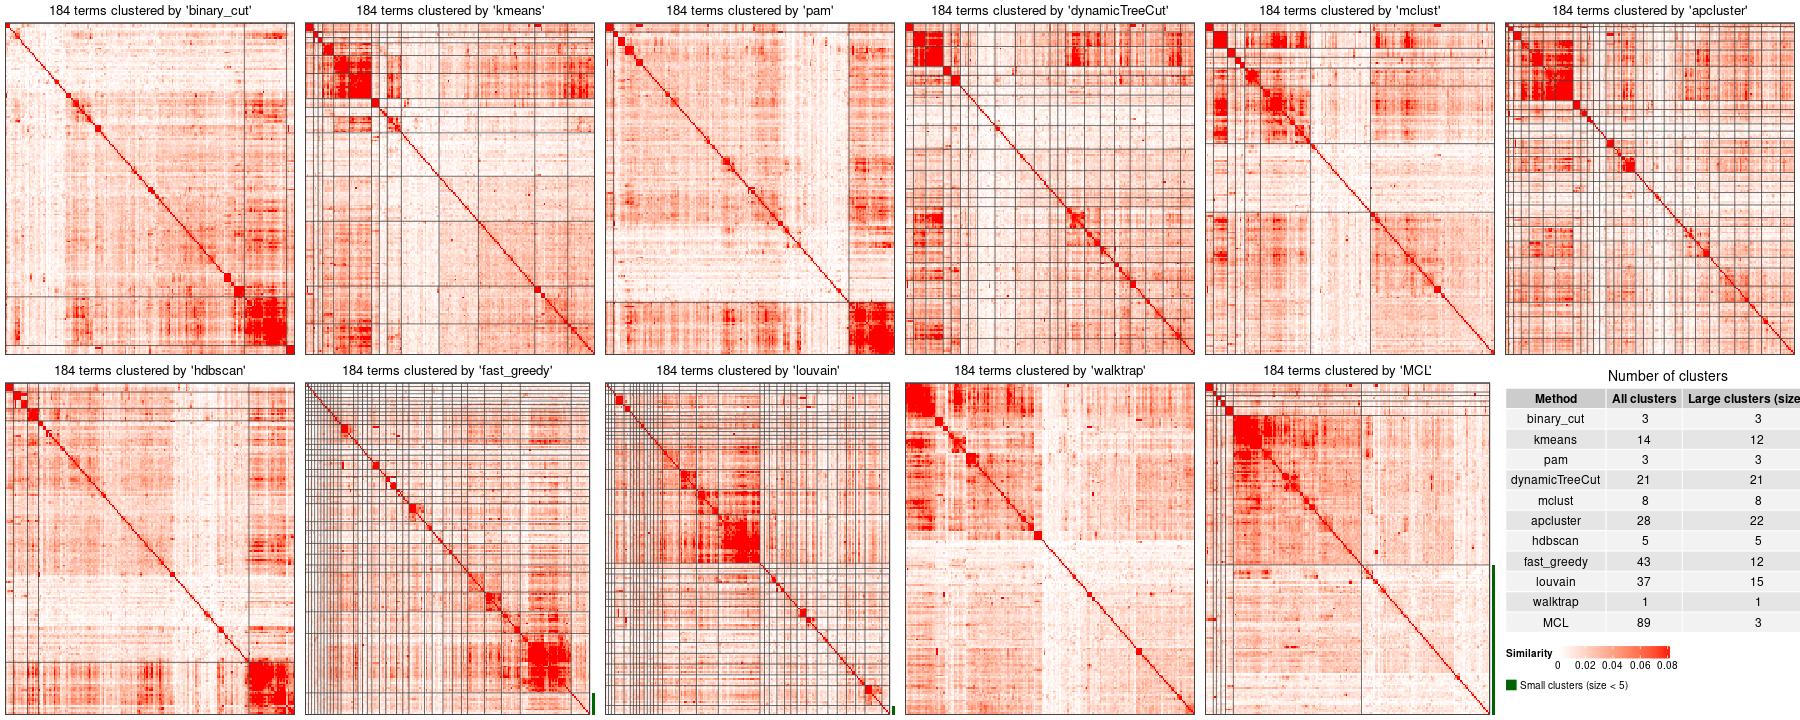 184 terms clustered by 'binary_cut'
184 terms clustered by 'kmeans'
184 terms clustered by 'pam'
184 terms clustered by 'dynamicTreeCut'
184 terms clustered by 'mclust'
184 terms clustered by 'apcluster'
184 terms clustered by 'hdbscan'
184 terms clustered by 'fast_greedy'
184 terms clustered by 'louvain'
184 terms clustered by 'walktrap'
184 terms clustered by 'MCL'
Number of clusters
Method All clusters Large clusters (size
binary_cut 3 3
kmeans 14 12
pam 3 3
dynamicTreeCut 21 21
mclust 8 8
apcluster 28 22
hdbscan 5 5
fast_greedy 43 12
louvain 37 15
walktrap 1 1
MCL 89 3
Similarity
0 0.02 0.04 0.06 0.08
Small clusters (size < 5)